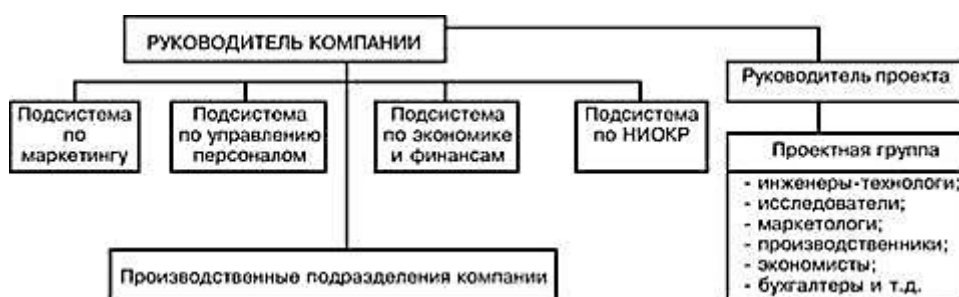 РУКОВОДИТЕЛЬ КОМПАНИИ
Руководитель проекта
Подсистема
по
маркетингу
Подсистема
по управлению
персоналом
Подсистема
по экономике
и финансам
Подсистема
по НИОКР
Проектная группа
- инженеры-технологи;
- исследователи;
- маркетологи;
- производственники;
- экономисты;
- бухгалтеры и т.д.
Производственные подразделения компании